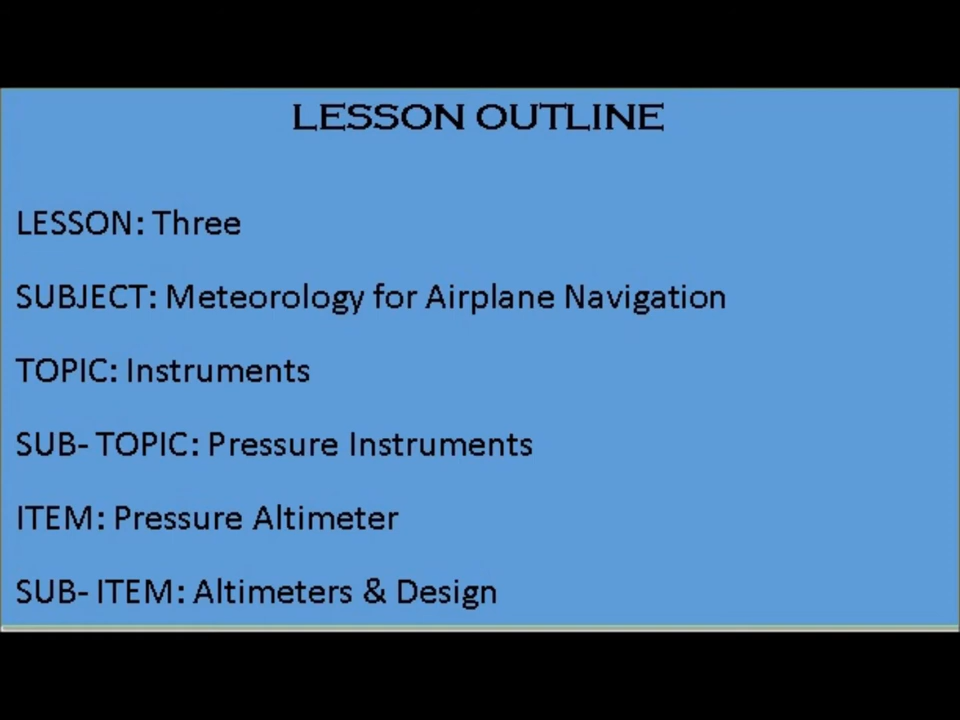 LESSON OUTLINE
LESSON: Three
SUBJECT: Meteorology for Airplane Navigation
TOPIC: Instruments
SUB- TOPIC: Pressure Instruments
ITEM: Pressure Altimeter
SUB- ITEM: Altimeters & Design